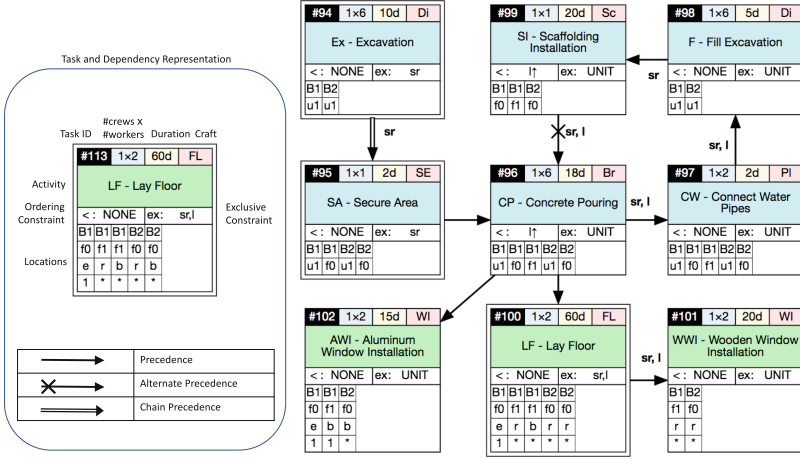 Task and Dependency Representation
#crews x
Task ID #workers Duration Craft
#113 1×2 60d FL
Activity
LF - Lay Floor
Ordering
Constraint
< : NONE ex: sr,l
Exclusive
Constraint
B1 B1 B1 B2 B2
f0 f1 f1 f0 f0
Locations
e r b r b
1 * * * *
Precedence
Alternate Precedence
Chain Precedence
#94 1×6 10d Di
Ex - Excavation
< : NONE ex: sr
B1 B2
u1 u1
sr
#99 1×1 20d Sc
SI - Scaffolding
Installation
< : l↑ ex: UNIT
B1 B1 B2
f0 f1 f0
sr, l
#98 1×6 5d Di
F - Fill Excavation
< : NONE ex: UNIT
B1 B2
u1 u1
sr
sr, l
#95 1×1 2d SE
SA - Secure Area
< : NONE ex: sr
B1 B1 B2 B2
u1 f0 u1 f0
#96 1×6 18d Br
CP - Concrete Pouring
< : l↑ ex: UNIT
B1 B1 B1 B2 B2
u1 f0 f1 u1 f0
sr, l
#97 1×2 2d Pl
CW - Connect Water
Pipes
< : NONE ex: UNIT
B1 B1 B1 B2 B2
u1 f0 f1 u1 f0
#102 1×2 15d WI
AWI - Aluminum
Window Installation
< : NONE ex: UNIT
B1 B1 B2
f0 f1 f0
e b b
1 1 *
#100 1×2 60d FL
LF - Lay Floor
< : NONE ex: sr,l
B1 B1 B1 B2 B2
f0 f1 f1 f0 f0
e r b r r
1 * * * *
sr, l
#101 1×2 20d WI
WWI - Wooden Window
Installation
< : NONE ex: UNIT
B1 B2
f1 f0
r r
* *